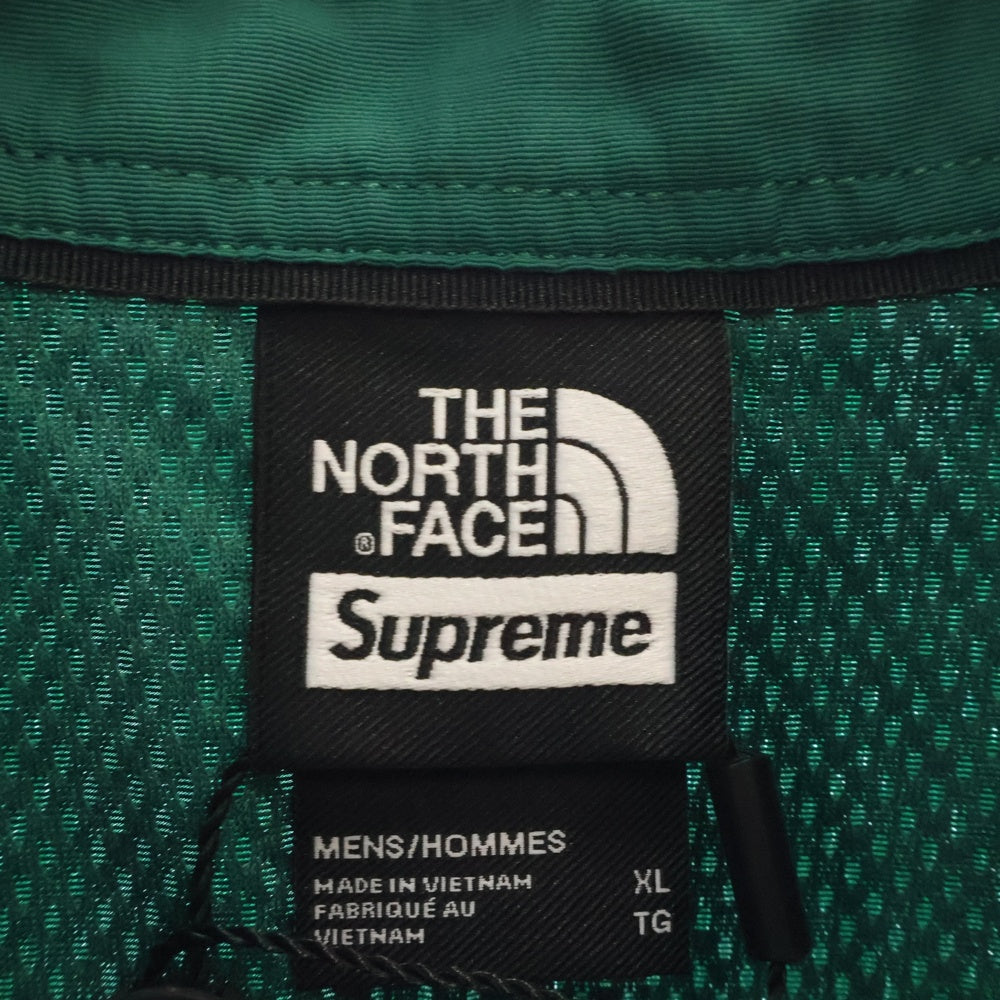 THE
NORTH
®FACE
Supreme
MENS/HOMMES
MADE IN VIETNAM XL
FABRIQUÉ AU TG
VIETNAM